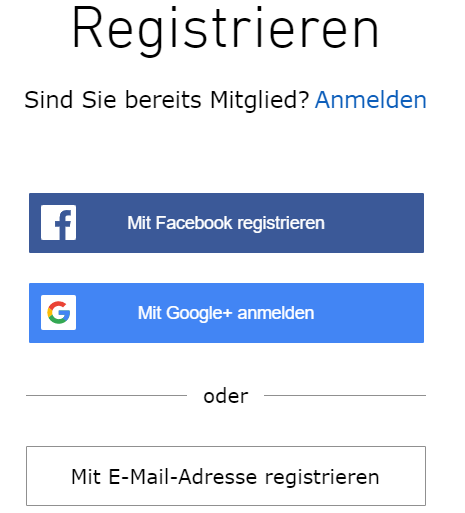 Registrieren
Sind Sie bereits Mitglied? Anmelden
Mit Facebook registrieren
Mit Google+ anmelden
oder
Mit E-Mail-Adresse registrieren